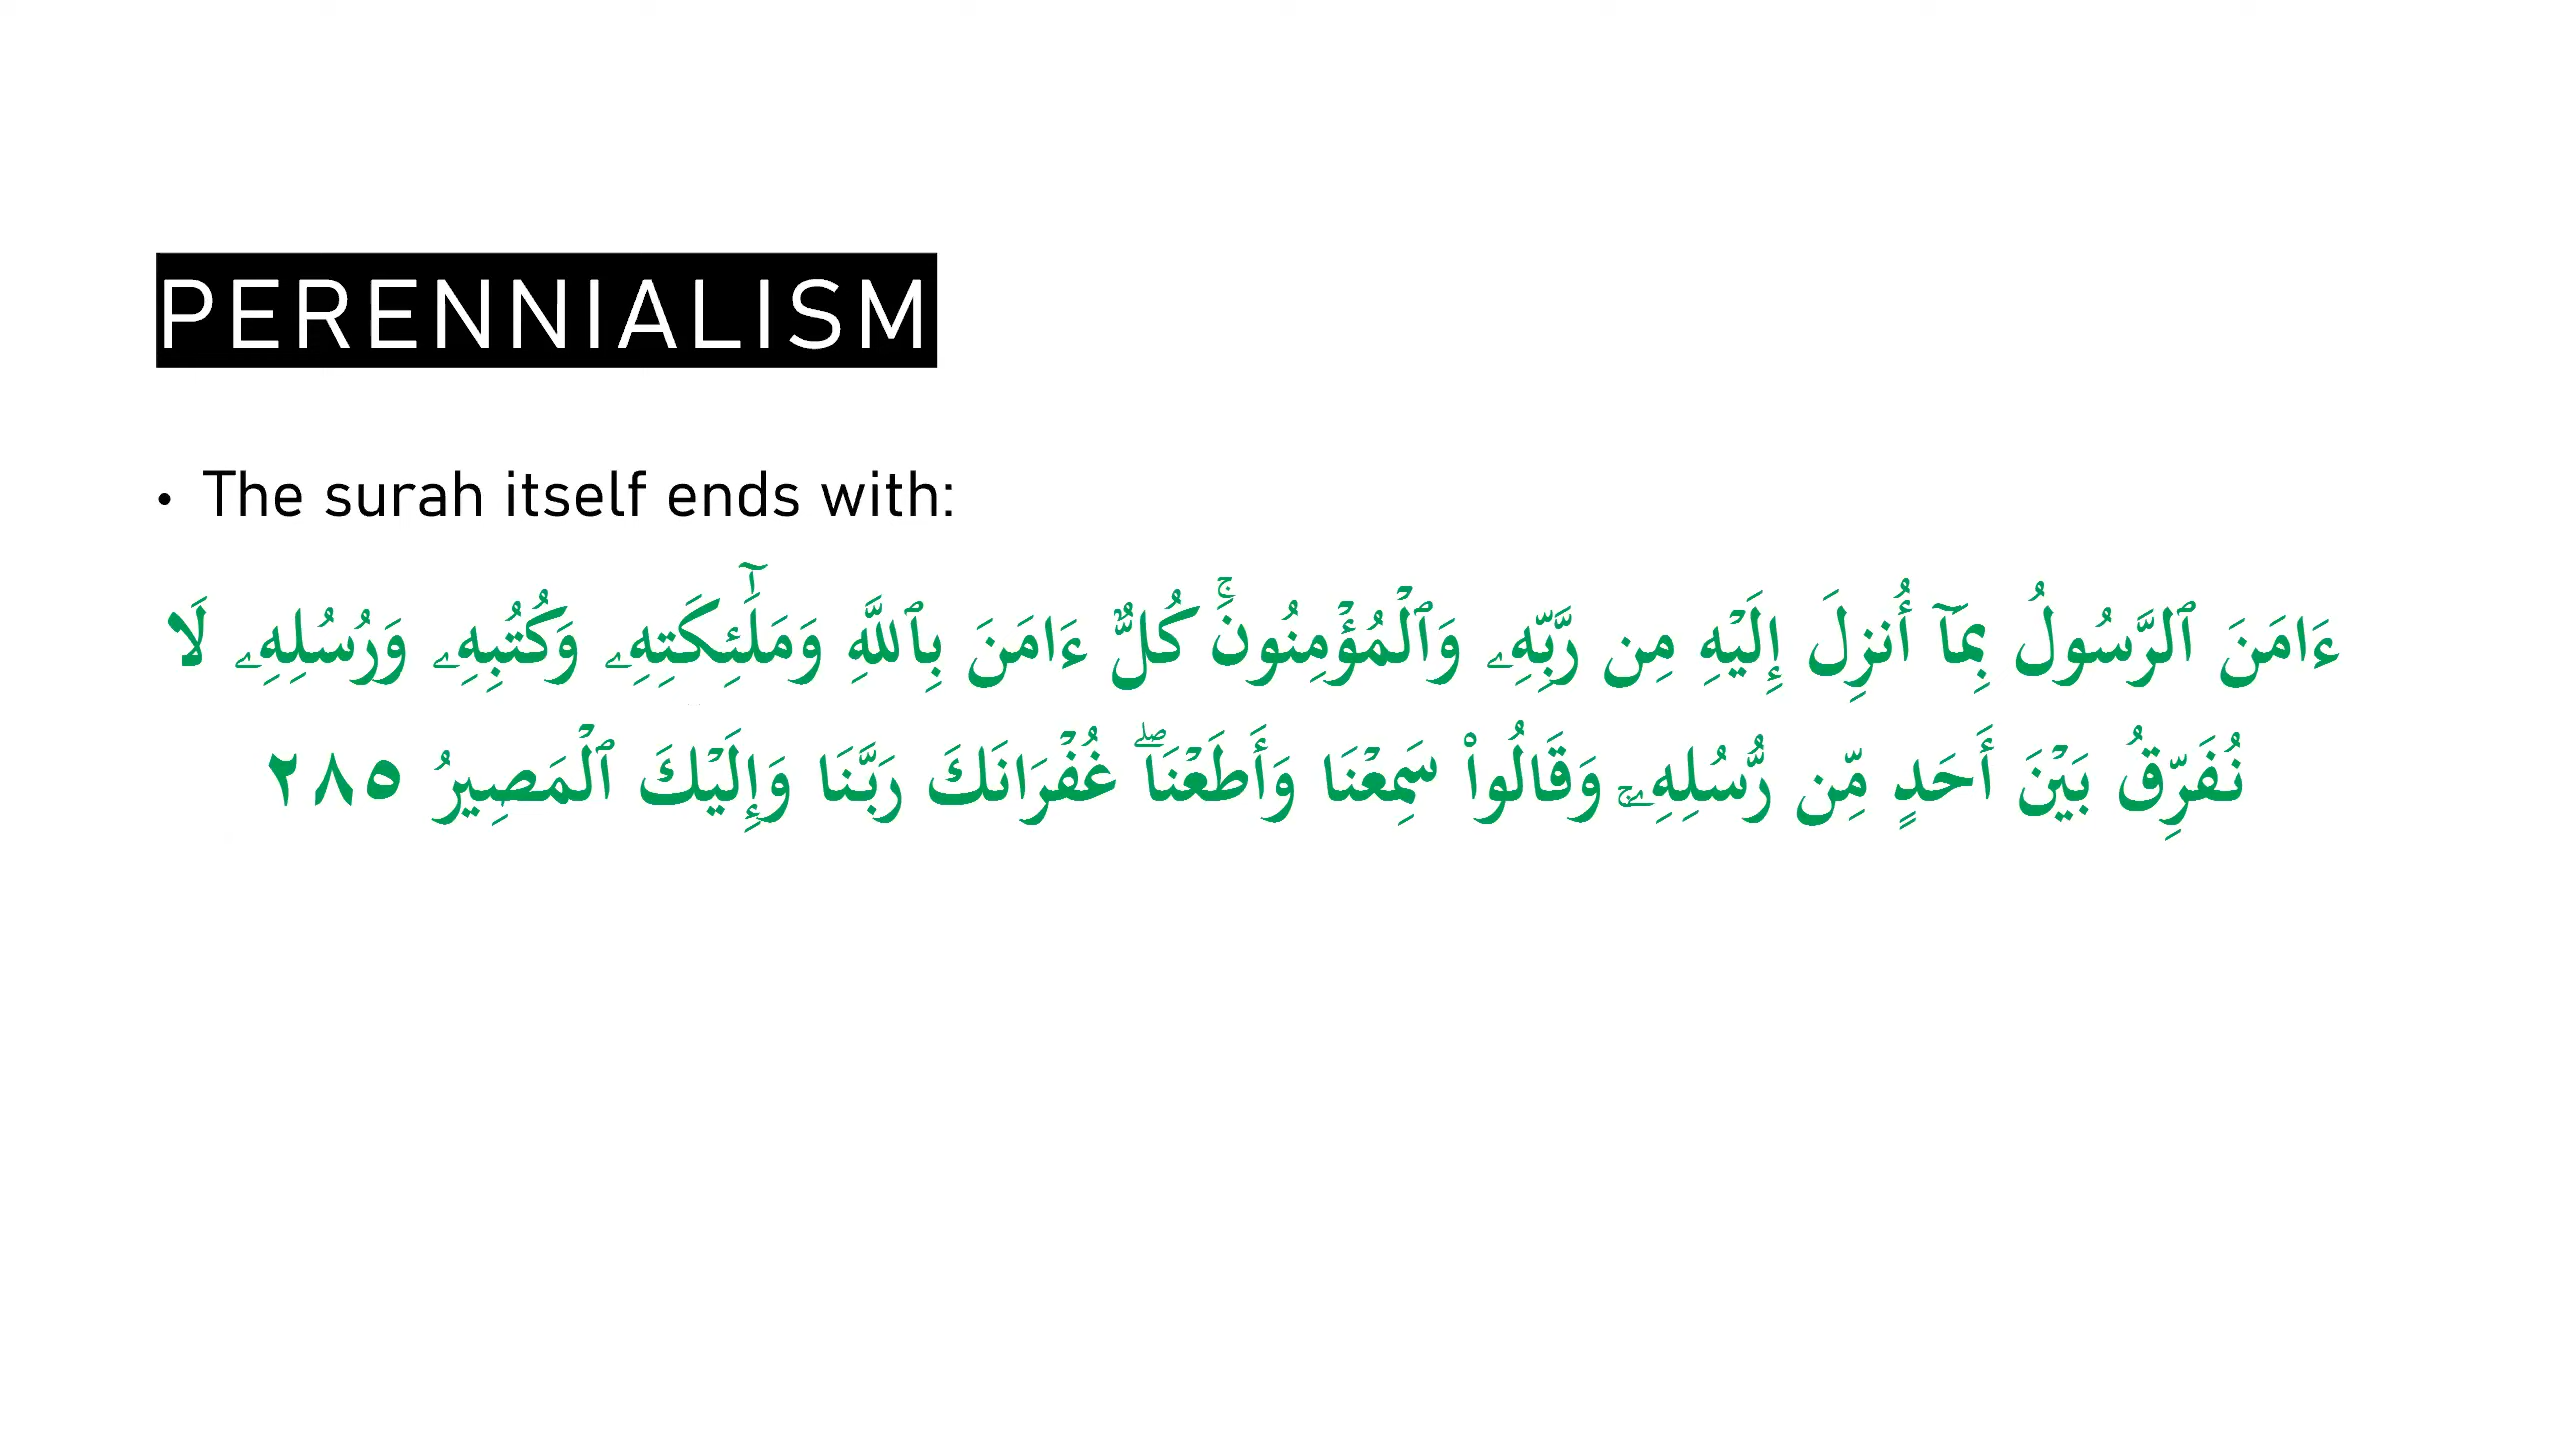 PERENNIALISM
• The surah itself ends with:
ءَامَنَ ٱلرَّسُولُ بِمَآ أُنزِلَ إِلَيۡهِ مِن رَّبِّهِۦ وَٱلۡمُؤۡمِنُونَۚ كُلٌّ ءَامَنَ بِٱللَّهِ وَمَلَٰٓئِكَتِهِۦ وَكُتُبِهِۦ وَرُسُلِهِۦ لَا
نُفَرِّقُ بَيۡنَ أَحَدٖ مِّن رُّسُلِهِۦۚ وَقَالُواْ سَمِعۡنَا وَأَطَعۡنَاۖ غُفۡرَانَكَ رَبَّنَا وَإِلَيۡكَ ٱلۡمَصِيرُ ٢٨٥